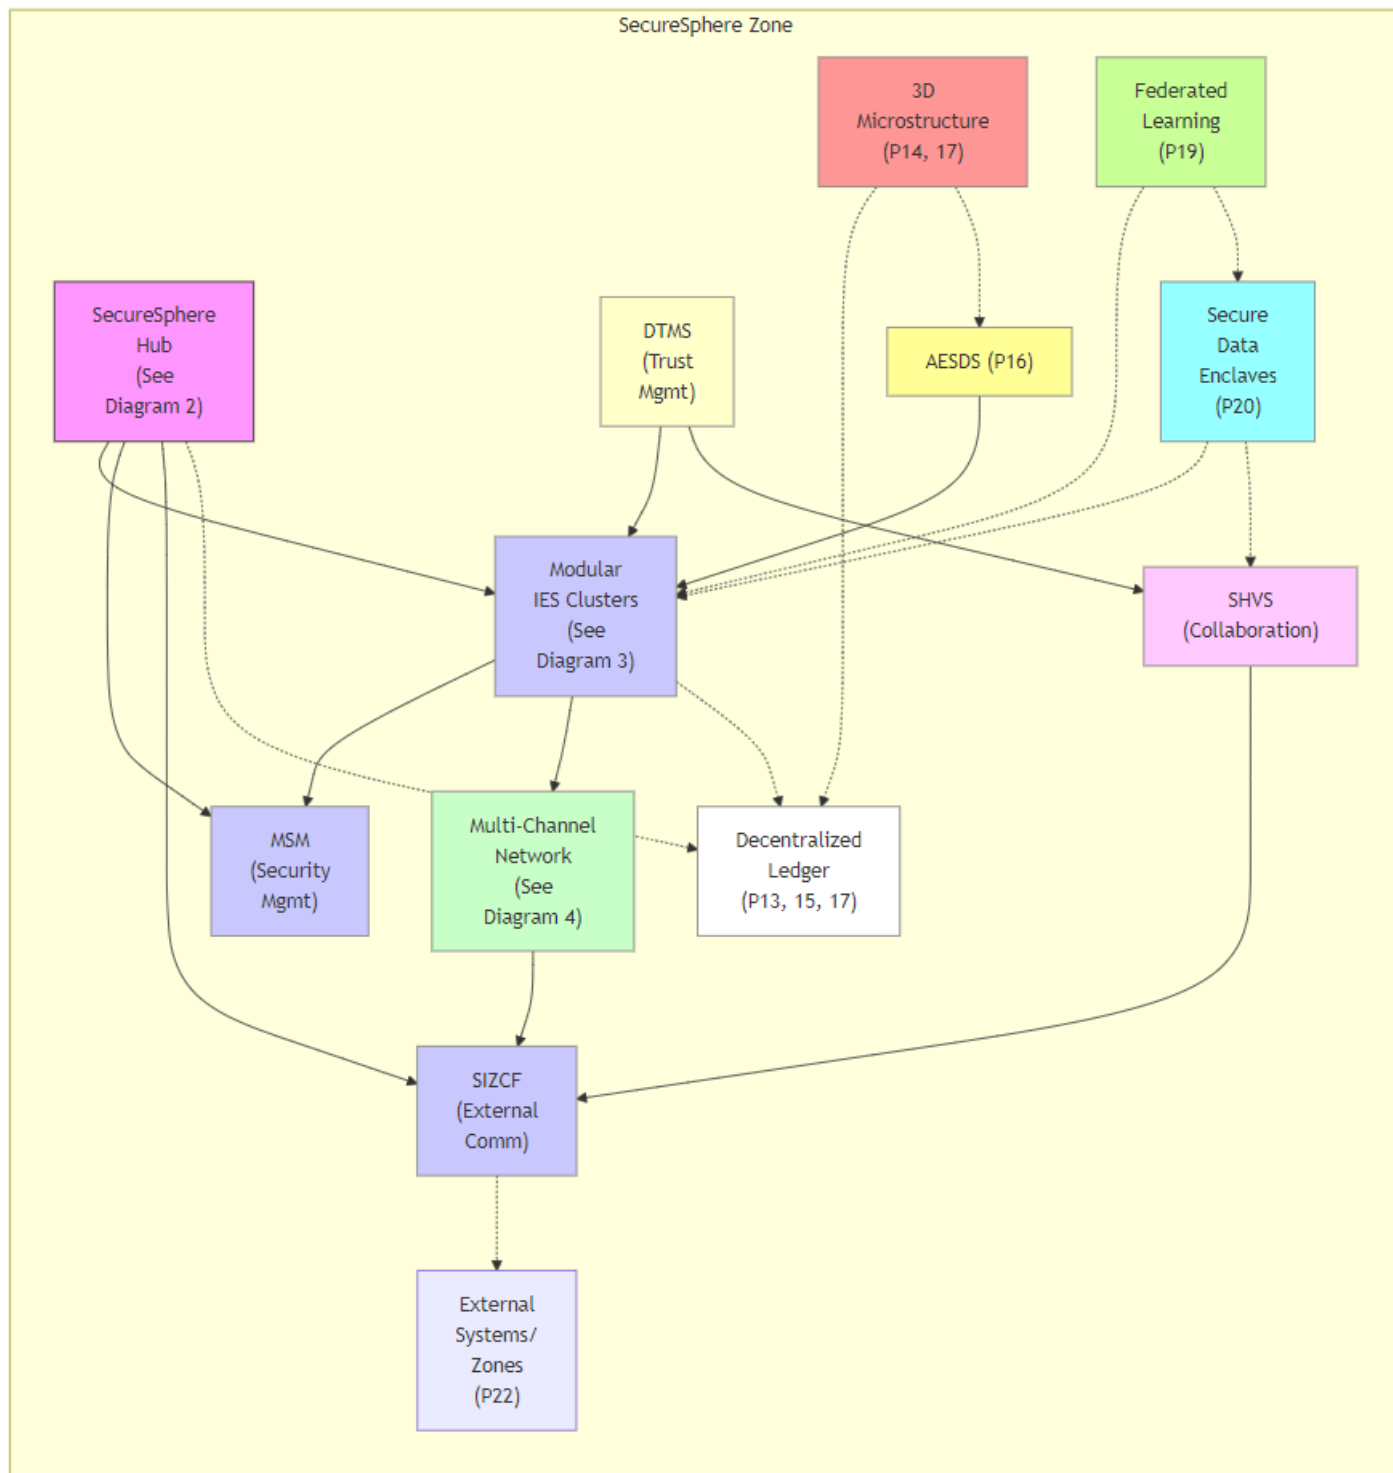 SecureSphere Zone
3D
Microstructure
(P14, 17)
Federated
Learning
(P19)
SecureSphere
Hub
(See
Diagram 2)
DTMS
(Trust
Mgmt)
AESDS (P16)
Secure
Data
Enclaves
(P20)
Modular
IES Clusters
(See
Diagram 3)
SHVS
(Collaboration)
MSM
(Security
Mgmt)
Multi-Channel
Network
(See
Diagram 4)
Decentralized
Ledger
(P13, 15, 17)
SIZCF
(External
Comm)
External
Systems/
Zones
(P22)